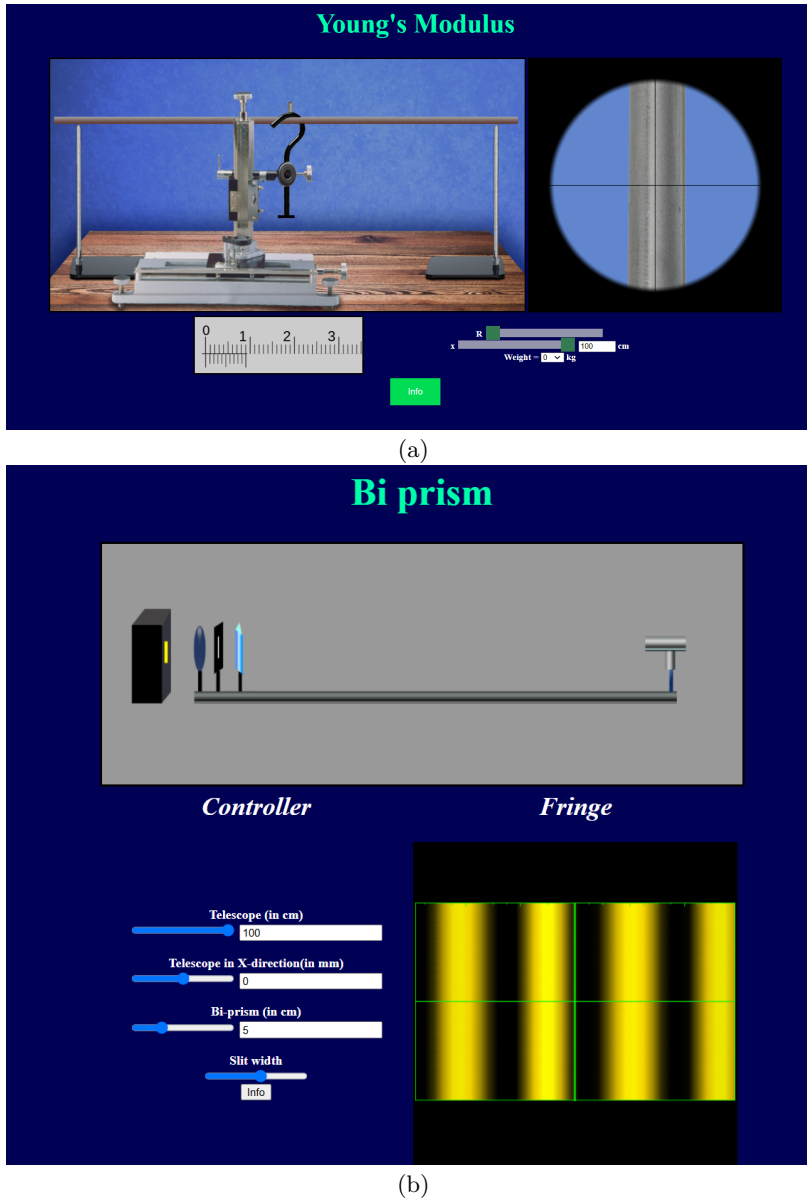 Young's Modulus
0 1 2 3
R
x 100 cm
Weight = 0 kg
Info
(a)
Bi prism
Controller Fringe
Telescope (in cm)
100
Telescope in X-direction(in mm)
0
Bi-prism (in cm)
5
Slit width
Info
(b)